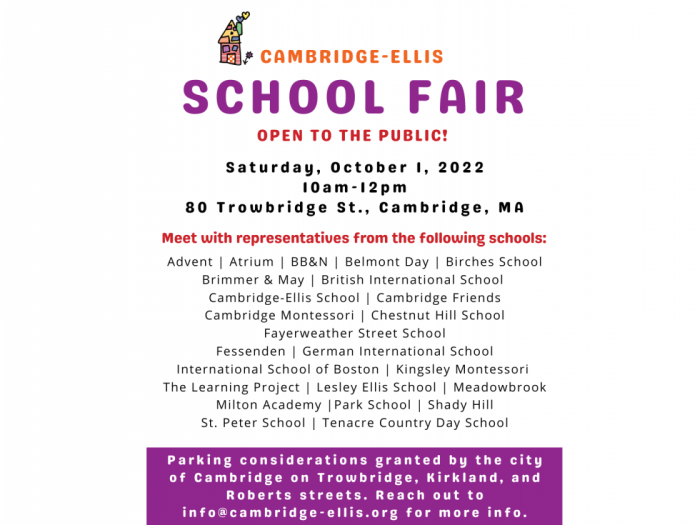 CAMBRIDGE-ELLIS
SCHOOL FAIR
OPEN TO THE PUBLIC!
Saturday, October 1, 2022
10am-12pm
80 Trowbridge St., Cambridge, MA
Meet with representatives from the following schools:
Advent | Atrium | BB&N | Belmont Day | Birches School
Brimmer & May | British International School
Cambridge-Ellis School | Cambridge Friends
Cambridge Montessori | Chestnut Hill School
Fayerweather Street School
Fessenden | German International School
International School of Boston | Kingsley Montessori
The Learning Project | Lesley Ellis School | Meadowbrook
Milton Academy |Park School | Shady Hill
St. Peter School | Tenacre Country Day School
Parking considerations granted by the city
of Cambridge on Trowbridge, Kirkland, and
Roberts streets. Reach out to
info@cambridge-ellis.org for more info.